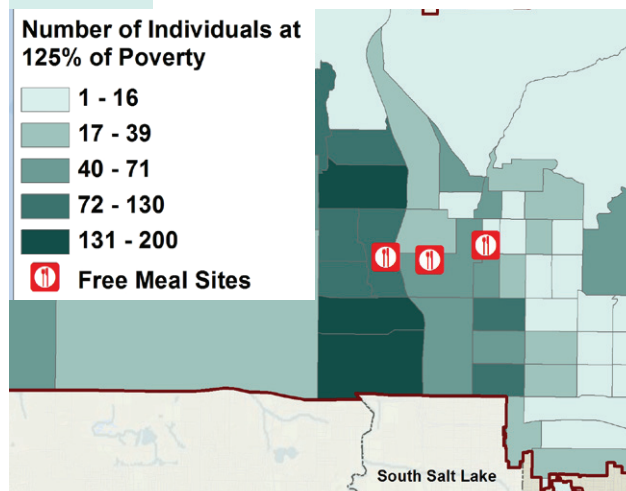 Number of Individuals at
125% of Poverty
1 - 16
17 - 39
40 - 71
72 - 130
131 - 200
Free Meal Sites
South Salt Lake